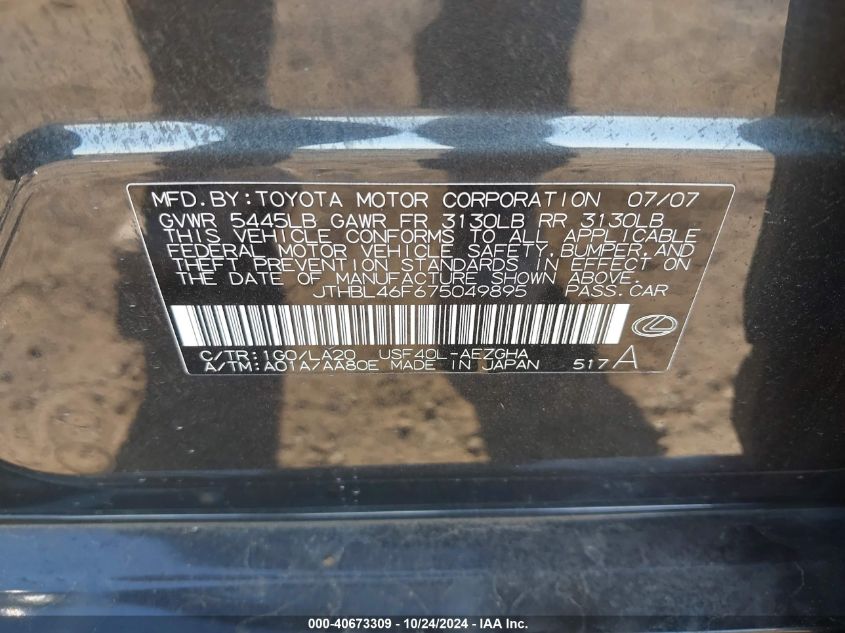 MFD. BY: TOYOTA MOTOR CORPORATION 07/07
GVWR 5445LB GAWR FR 3130LB RR 3130LB
THIS VEHICLE CONFORMS TO ALL APPLICABLE
FEDERAL MOTOR VEHICLE SAFETY, BUMPER, AND
THEFT PREVENTION STANDARDS IN EFFECT ON
THE DATE OF MANUFACTURE SHOWN ABOVE.
JTHBL46F675049895 PASS. CAR
C/TR: 1G0/LA20 USF40L-AEZGHA
A/TM: A01A/AA80E MADE IN JAPAN 517A
000-40673309 - 10/24/2024 - IAA Inc.